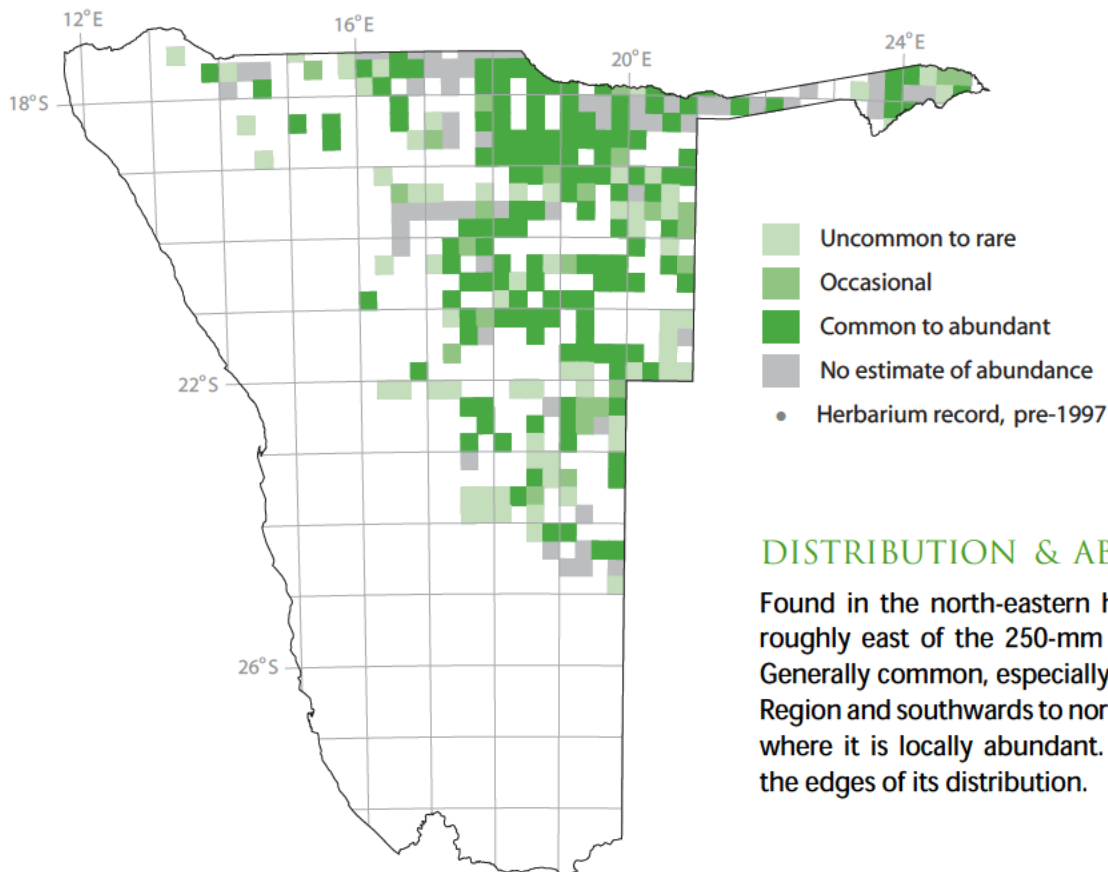 12°E
16°E
20°E
24°E
18°S
22°S
26°S
Uncommon to rare
Occasional
Common to abundant
No estimate of abundance
Herbarium record, pre-1997
DISTRIBUTION & AB
Found in the north-eastern h
roughly east of the 250-mm
Generally common, especially
Region and southwards to nor
where it is locally abundant.
the edges of its distribution.